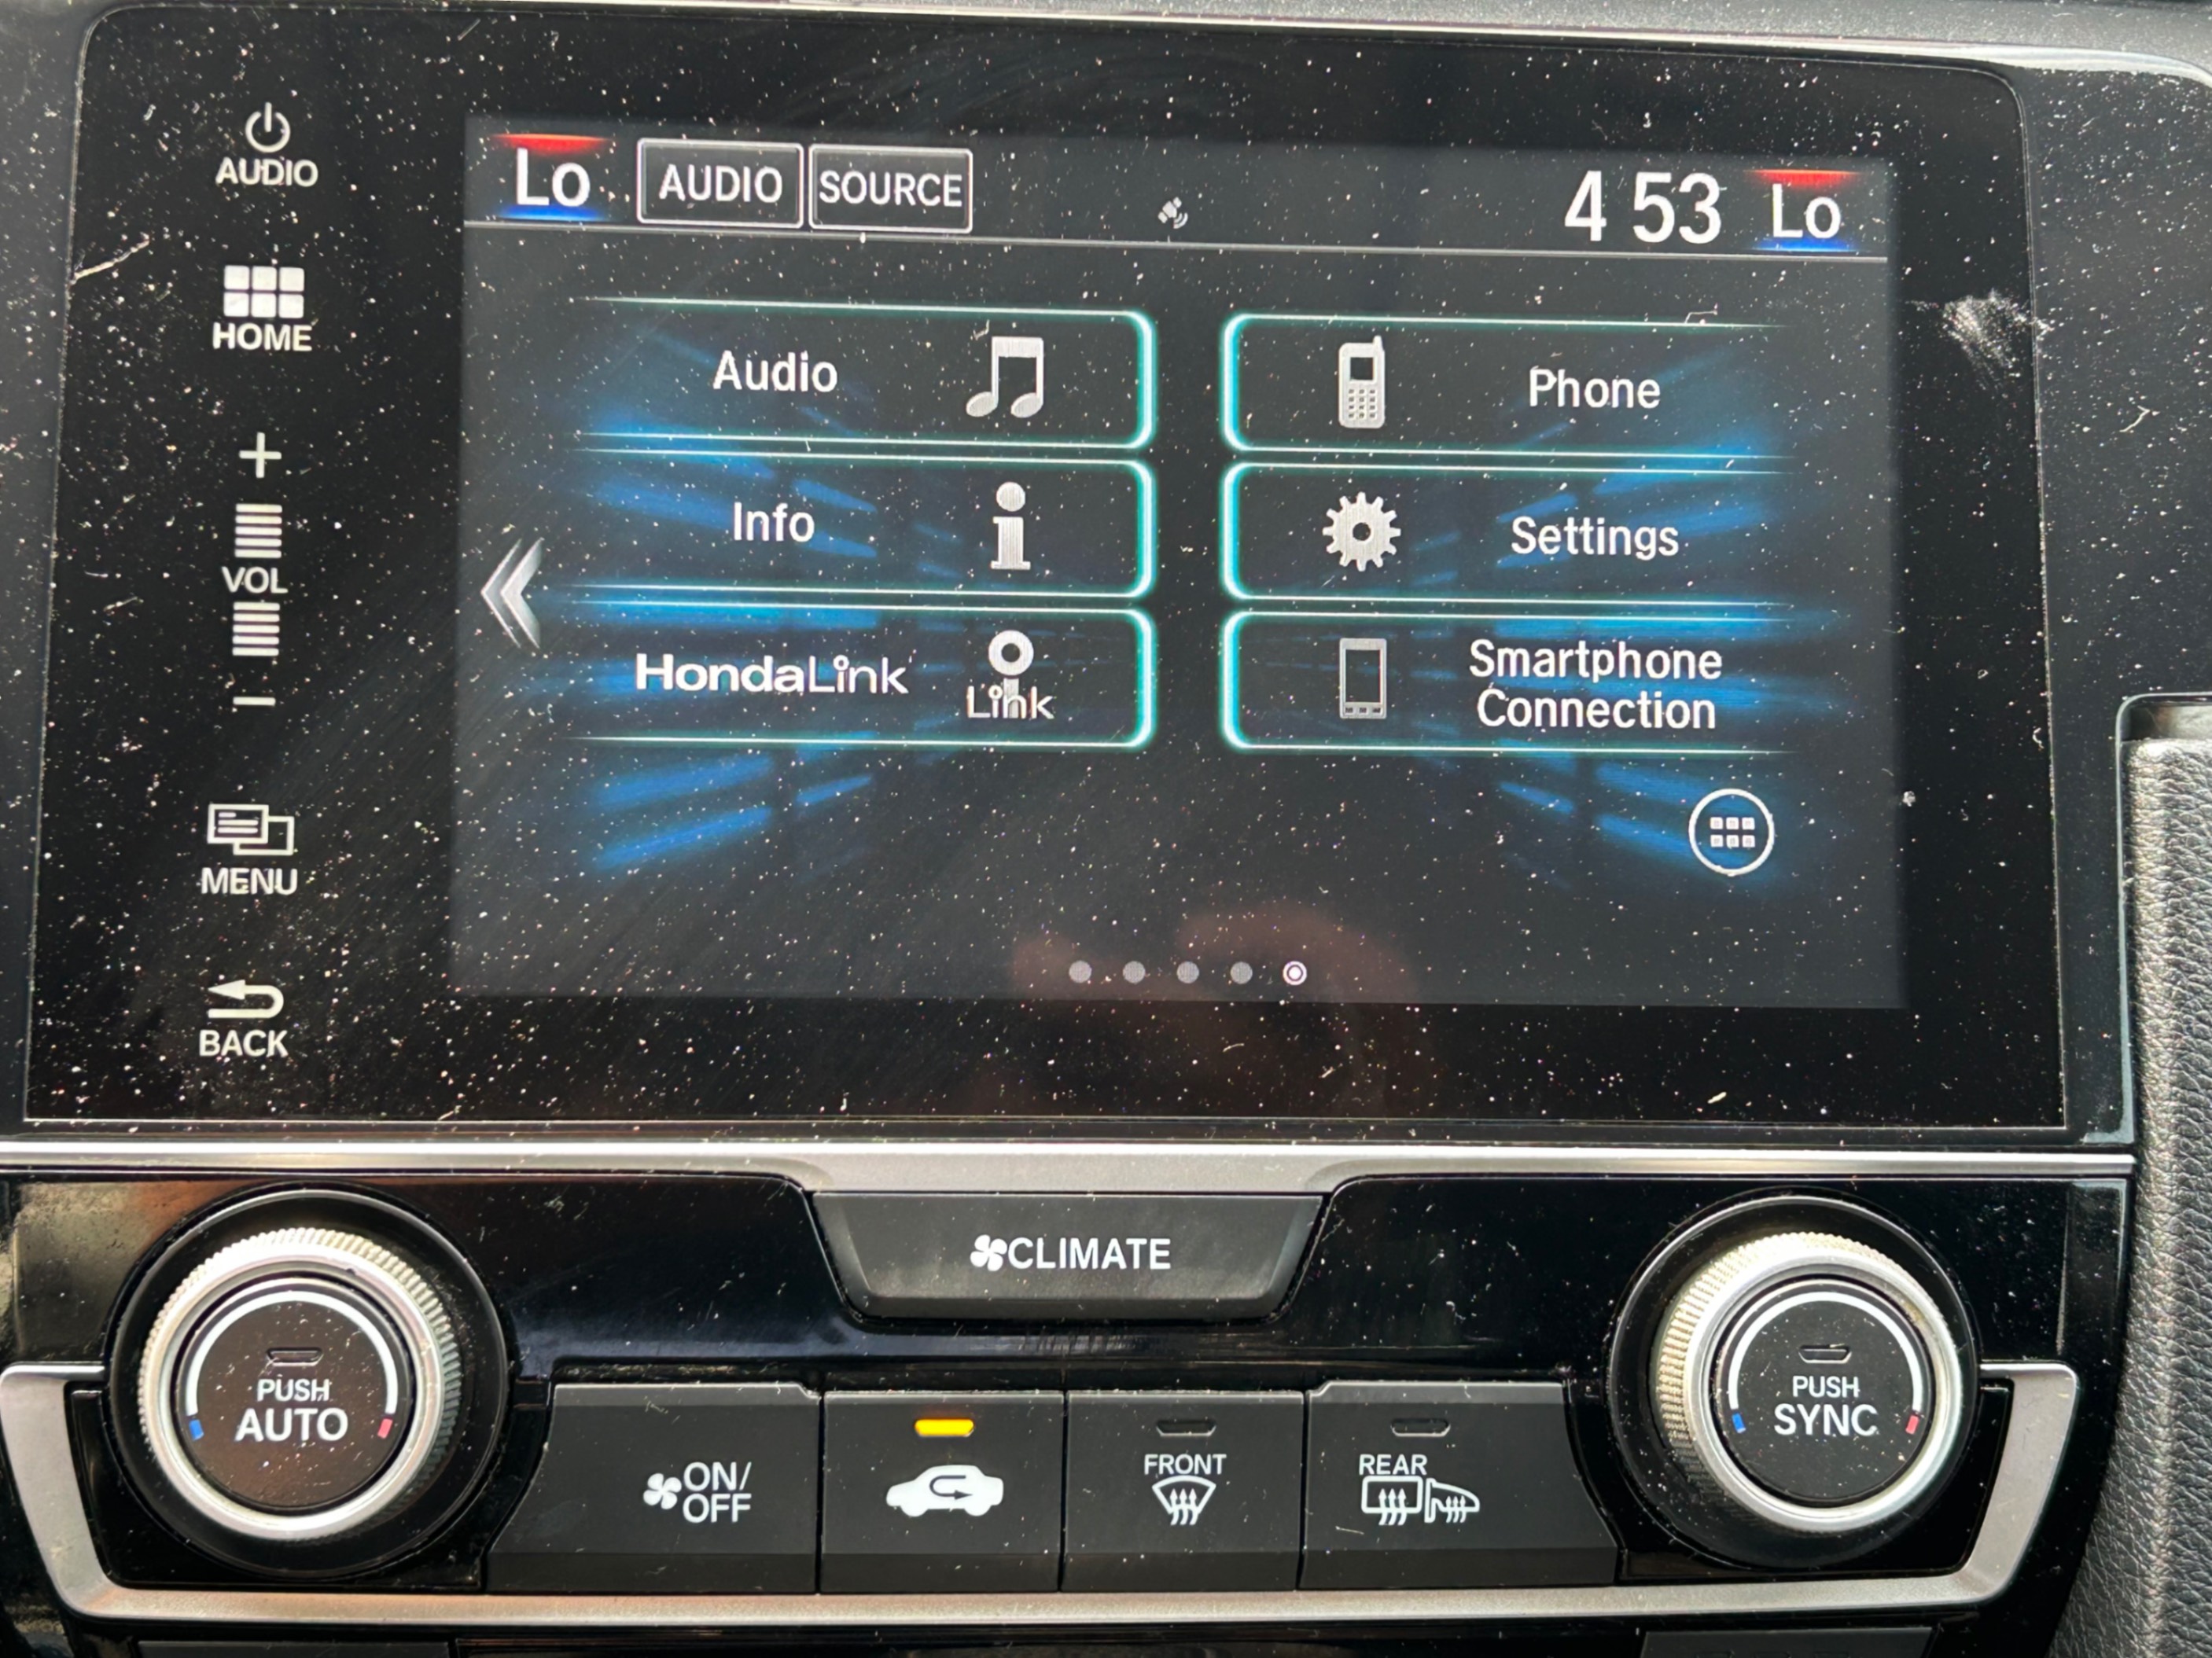 AUDIO
HOME
VOL
MENU
BACK
Lo AUDIO SOURCE 4 53 Lo
Audio
Phone
Info
Settings
HondaLink
Link
Smartphone
Connection
CLIMATE
PUSH
AUTO
ON/
OFF
FRONT
REAR
PUSH
SYNC